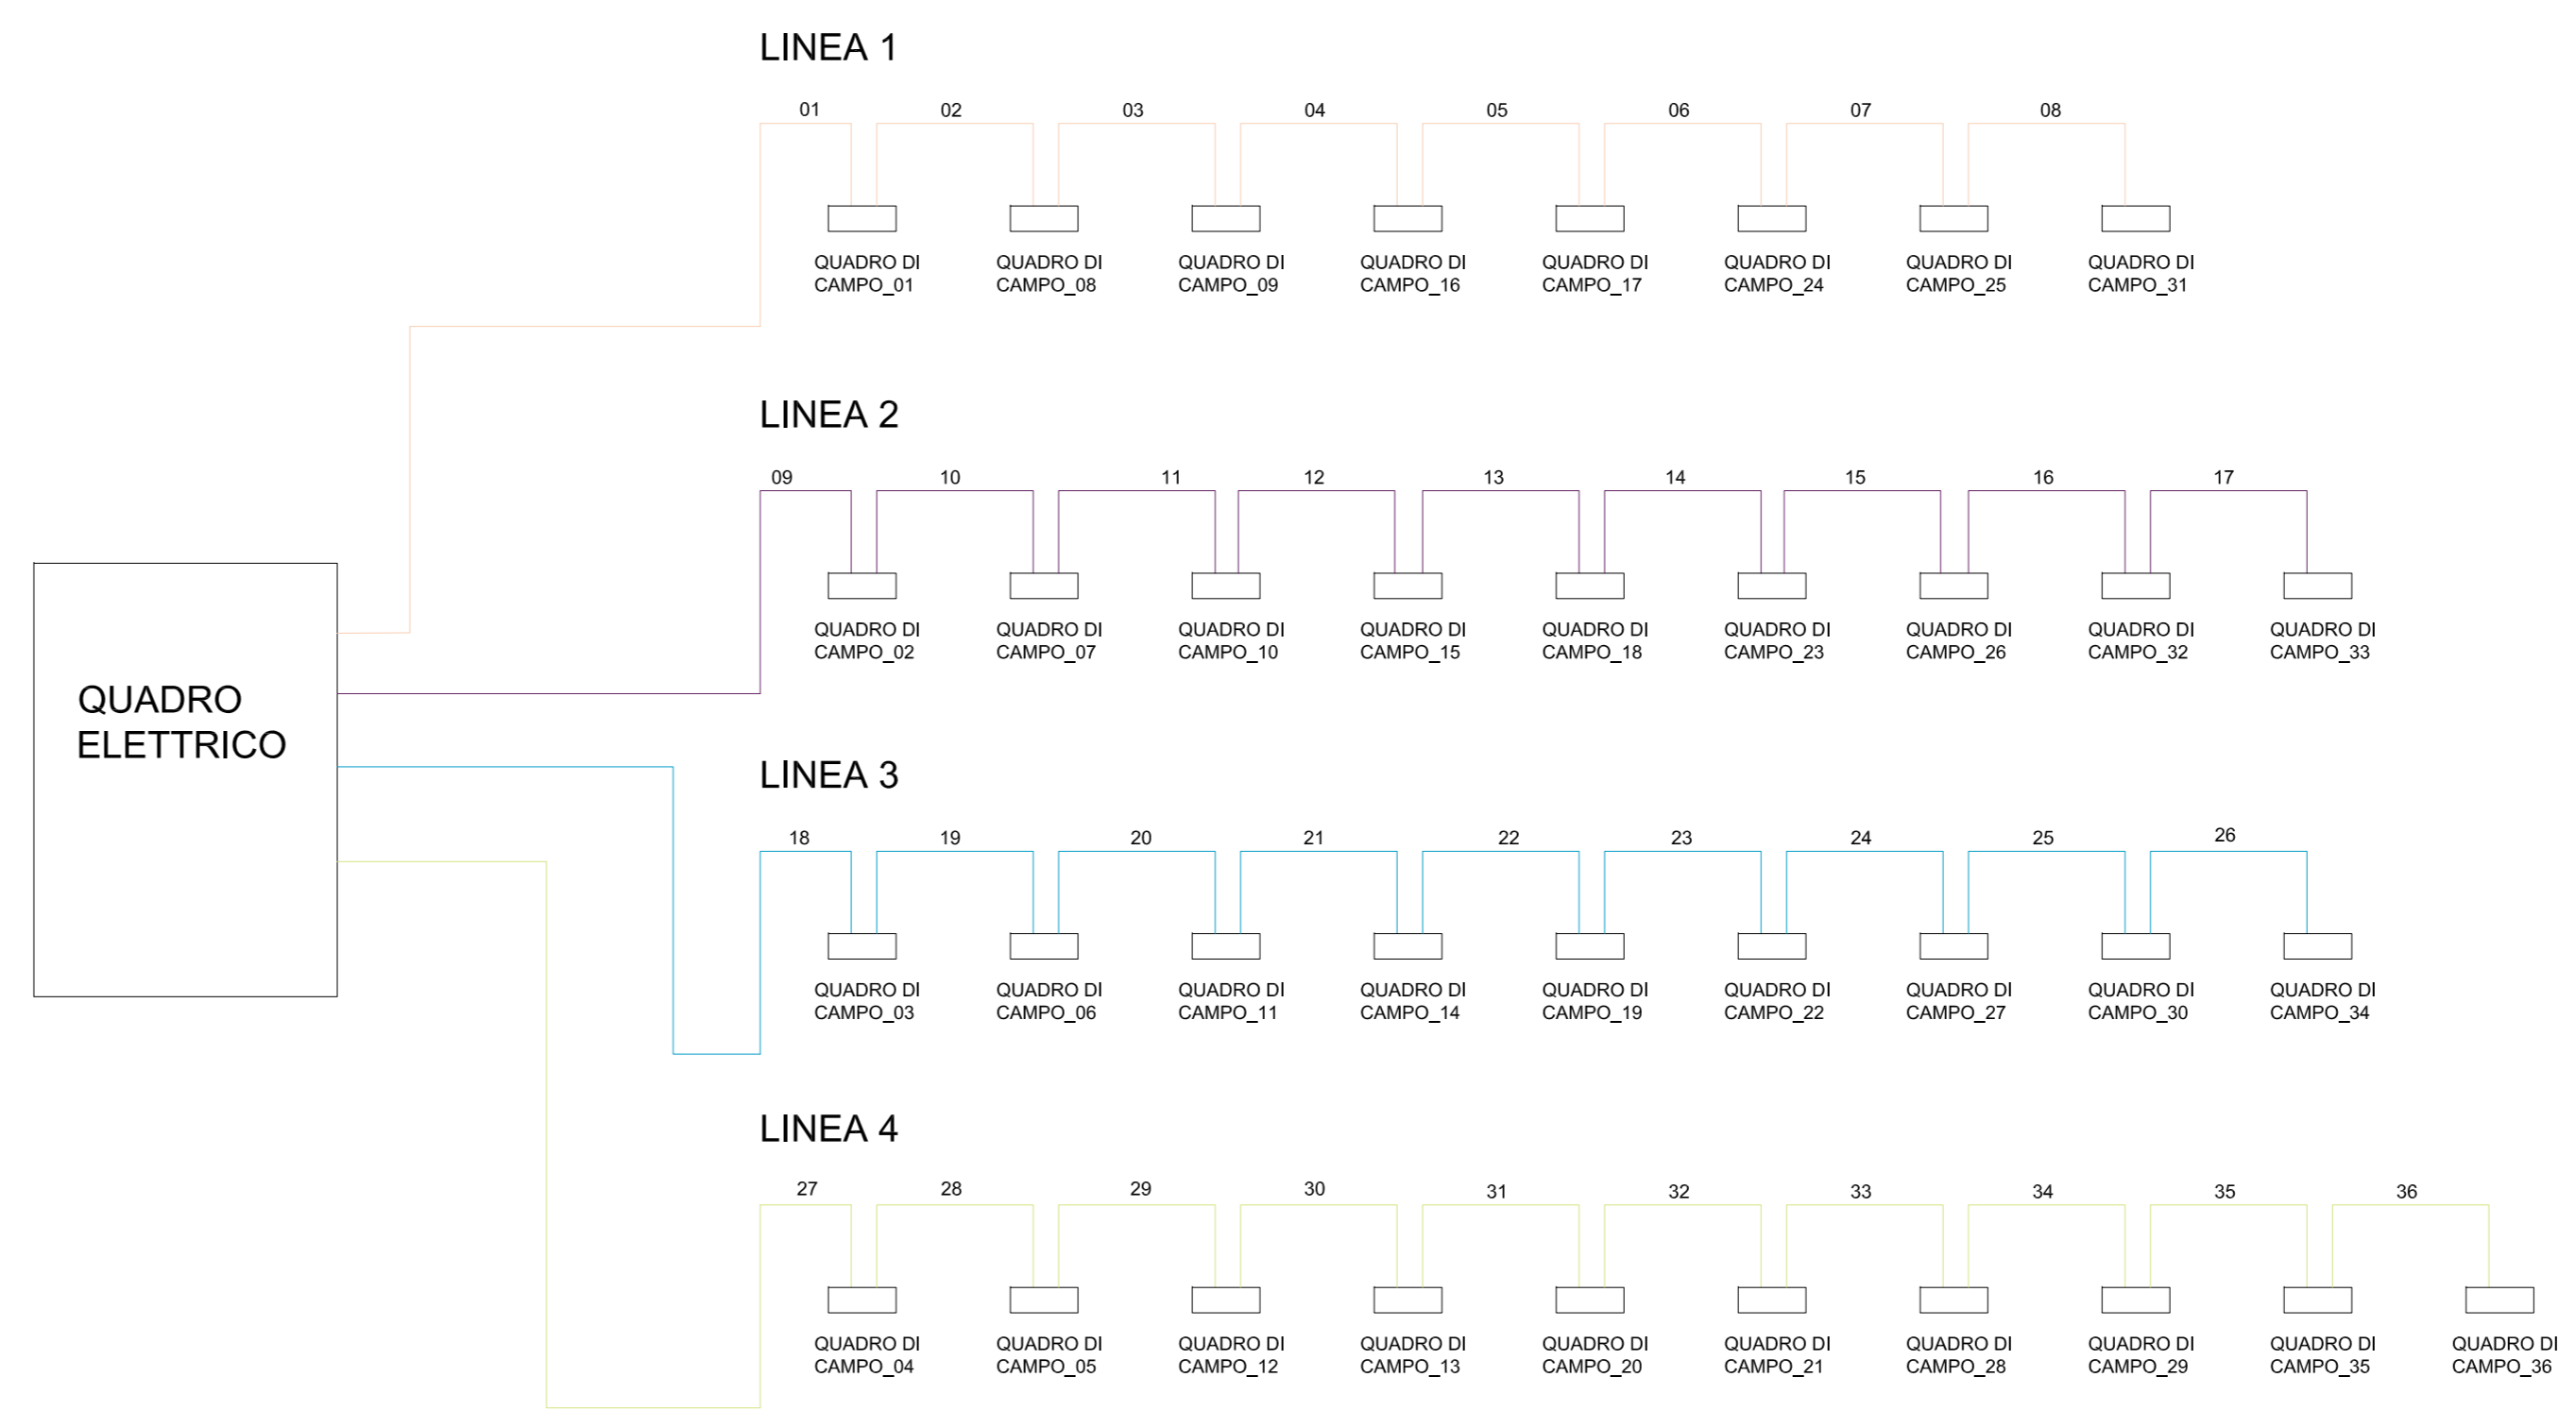 LINEA 1
01 02 03 04 05 06 07 08
QUADRO DI QUADRO DI QUADRO DI QUADRO DI QUADRO DI QUADRO DI QUADRO DI QUADRO DI
CAMPO_01 CAMPO_08 CAMPO_09 CAMPO_16 CAMPO_17 CAMPO_24 CAMPO_25 CAMPO_31
LINEA 2
09 10 11 12 13 14 15 16 17
QUADRO DI QUADRO DI QUADRO DI QUADRO DI QUADRO DI QUADRO DI QUADRO DI QUADRO DI QUADRO DI
CAMPO_02 CAMPO_07 CAMPO_10 CAMPO_15 CAMPO_18 CAMPO_23 CAMPO_26 CAMPO_32 CAMPO_33
QUADRO
ELETTRICO
LINEA 3
18 19 20 21 22 23 24 25 26
QUADRO DI QUADRO DI QUADRO DI QUADRO DI QUADRO DI QUADRO DI QUADRO DI QUADRO DI QUADRO DI
CAMPO_03 CAMPO_06 CAMPO_11 CAMPO_14 CAMPO_19 CAMPO_22 CAMPO_27 CAMPO_30 CAMPO_34
LINEA 4
27 28 29 30 31 32 33 34 35 36
QUADRO DI QUADRO DI QUADRO DI QUADRO DI QUADRO DI QUADRO DI QUADRO DI QUADRO DI QUADRO DI QUADRO DI
CAMPO_04 CAMPO_05 CAMPO_12 CAMPO_13 CAMPO_20 CAMPO_21 CAMPO_28 CAMPO_29 CAMPO_35 CAMPO_36